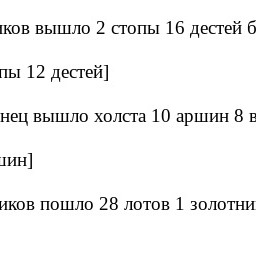 ков вышло 2 стопы 16 дестей б
пы 12 дестей]
нец вышло холста 10 аршин 8 в
шин]
иков пошло 28 лотов 1 золотни